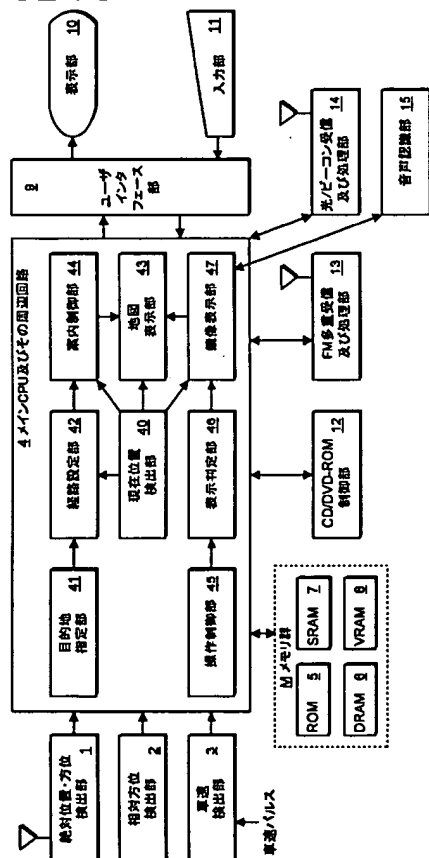 絶対位置・方位
検出部 1
相対方位検出部 2
車速
検出部 3
車速パルス
4 メインCPU及びその周辺回路
目的地
指定部 41
経路設定部 42
案内制御部 44
現在位置
検出部 40
地図
表示部 43
操作制御部 45
表示判定部 46
鏡像表示部 47
ユーザ
インタ
フェース
部
9
表示部 10
入力部 11
M メモリ群
ROM 5
SRAM 7
DRAM 6
VRAM 8
CD/DVD-ROM
制御部 12
FM多重受信
及び処理部 13
光/ビーコン受信
及び処理部 14
音声認識部 15